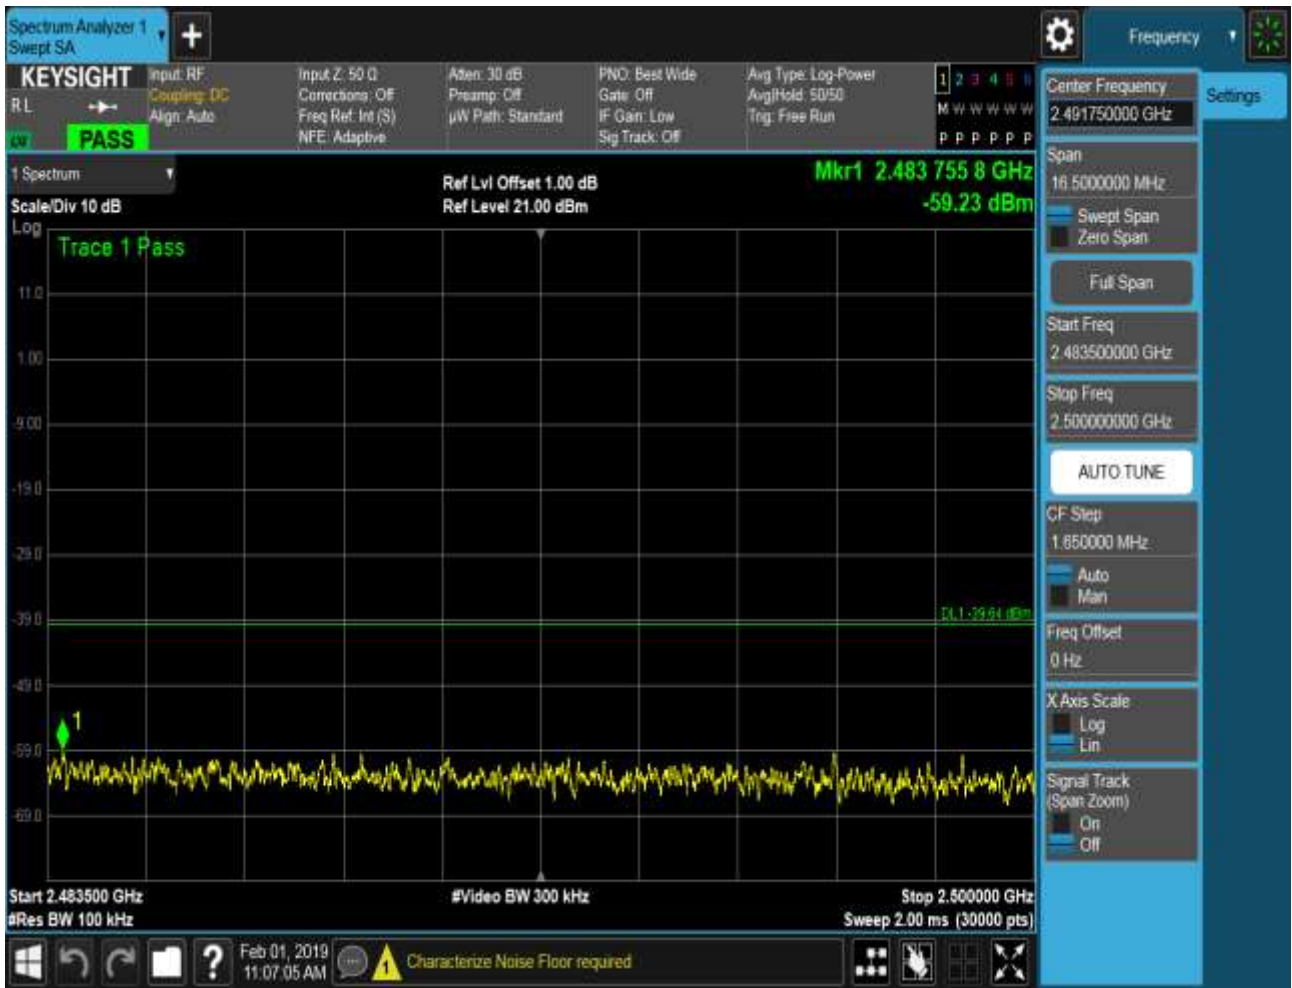 Spectrum Analyzer 1
Swept SA
+
Frequency
KEYSIGHT
Input: RF
Coupling: DC
Align: Auto
R L
PASS
Input Z: 50 Ω
Corrections: Off
Freq Ref: Int (S)
NFE: Adaptive
Atten: 30 dB
Preamp: Off
µW Path: Standard
PNO: Best Wide
Gate: Off
IF Gain: Low
Sig Track: Off
Avg Type: Log-Power
Avg|Hold: 50/50
Trig: Free Run
1 2 3 4 5 6
M W W W W W
P P P P P P
1 Spectrum
Scale/Div 10 dB
Log
Ref Lvl Offset 1.00 dB
Ref Level 21.00 dBm
Mkr1 2.483 755 8 GHz
-59.23 dBm
Trace 1 Pass
11.0
1.00
-9.00
-19.0
-29.0
-39.0
DL1 -39.64 dBm
-49.0
1
-59.0
-69.0
Start 2.483500 GHz
#Res BW 100 kHz
#Video BW 300 kHz
Stop 2.500000 GHz
Sweep 2.00 ms (30000 pts)
Center Frequency
2.491750000 GHz
Settings
Span
16.5000000 MHz
Swept Span
Zero Span
Full Span
Start Freq
2.483500000 GHz
Stop Freq
2.500000000 GHz
AUTO TUNE
CF Step
1.650000 MHz
Auto
Man
Freq Offset
0 Hz
X Axis Scale
Log
Lin
Signal Track
(Span Zoom)
On
Off
?
Feb 01, 2019
11:07:05 AM
1
Characterize Noise Floor required